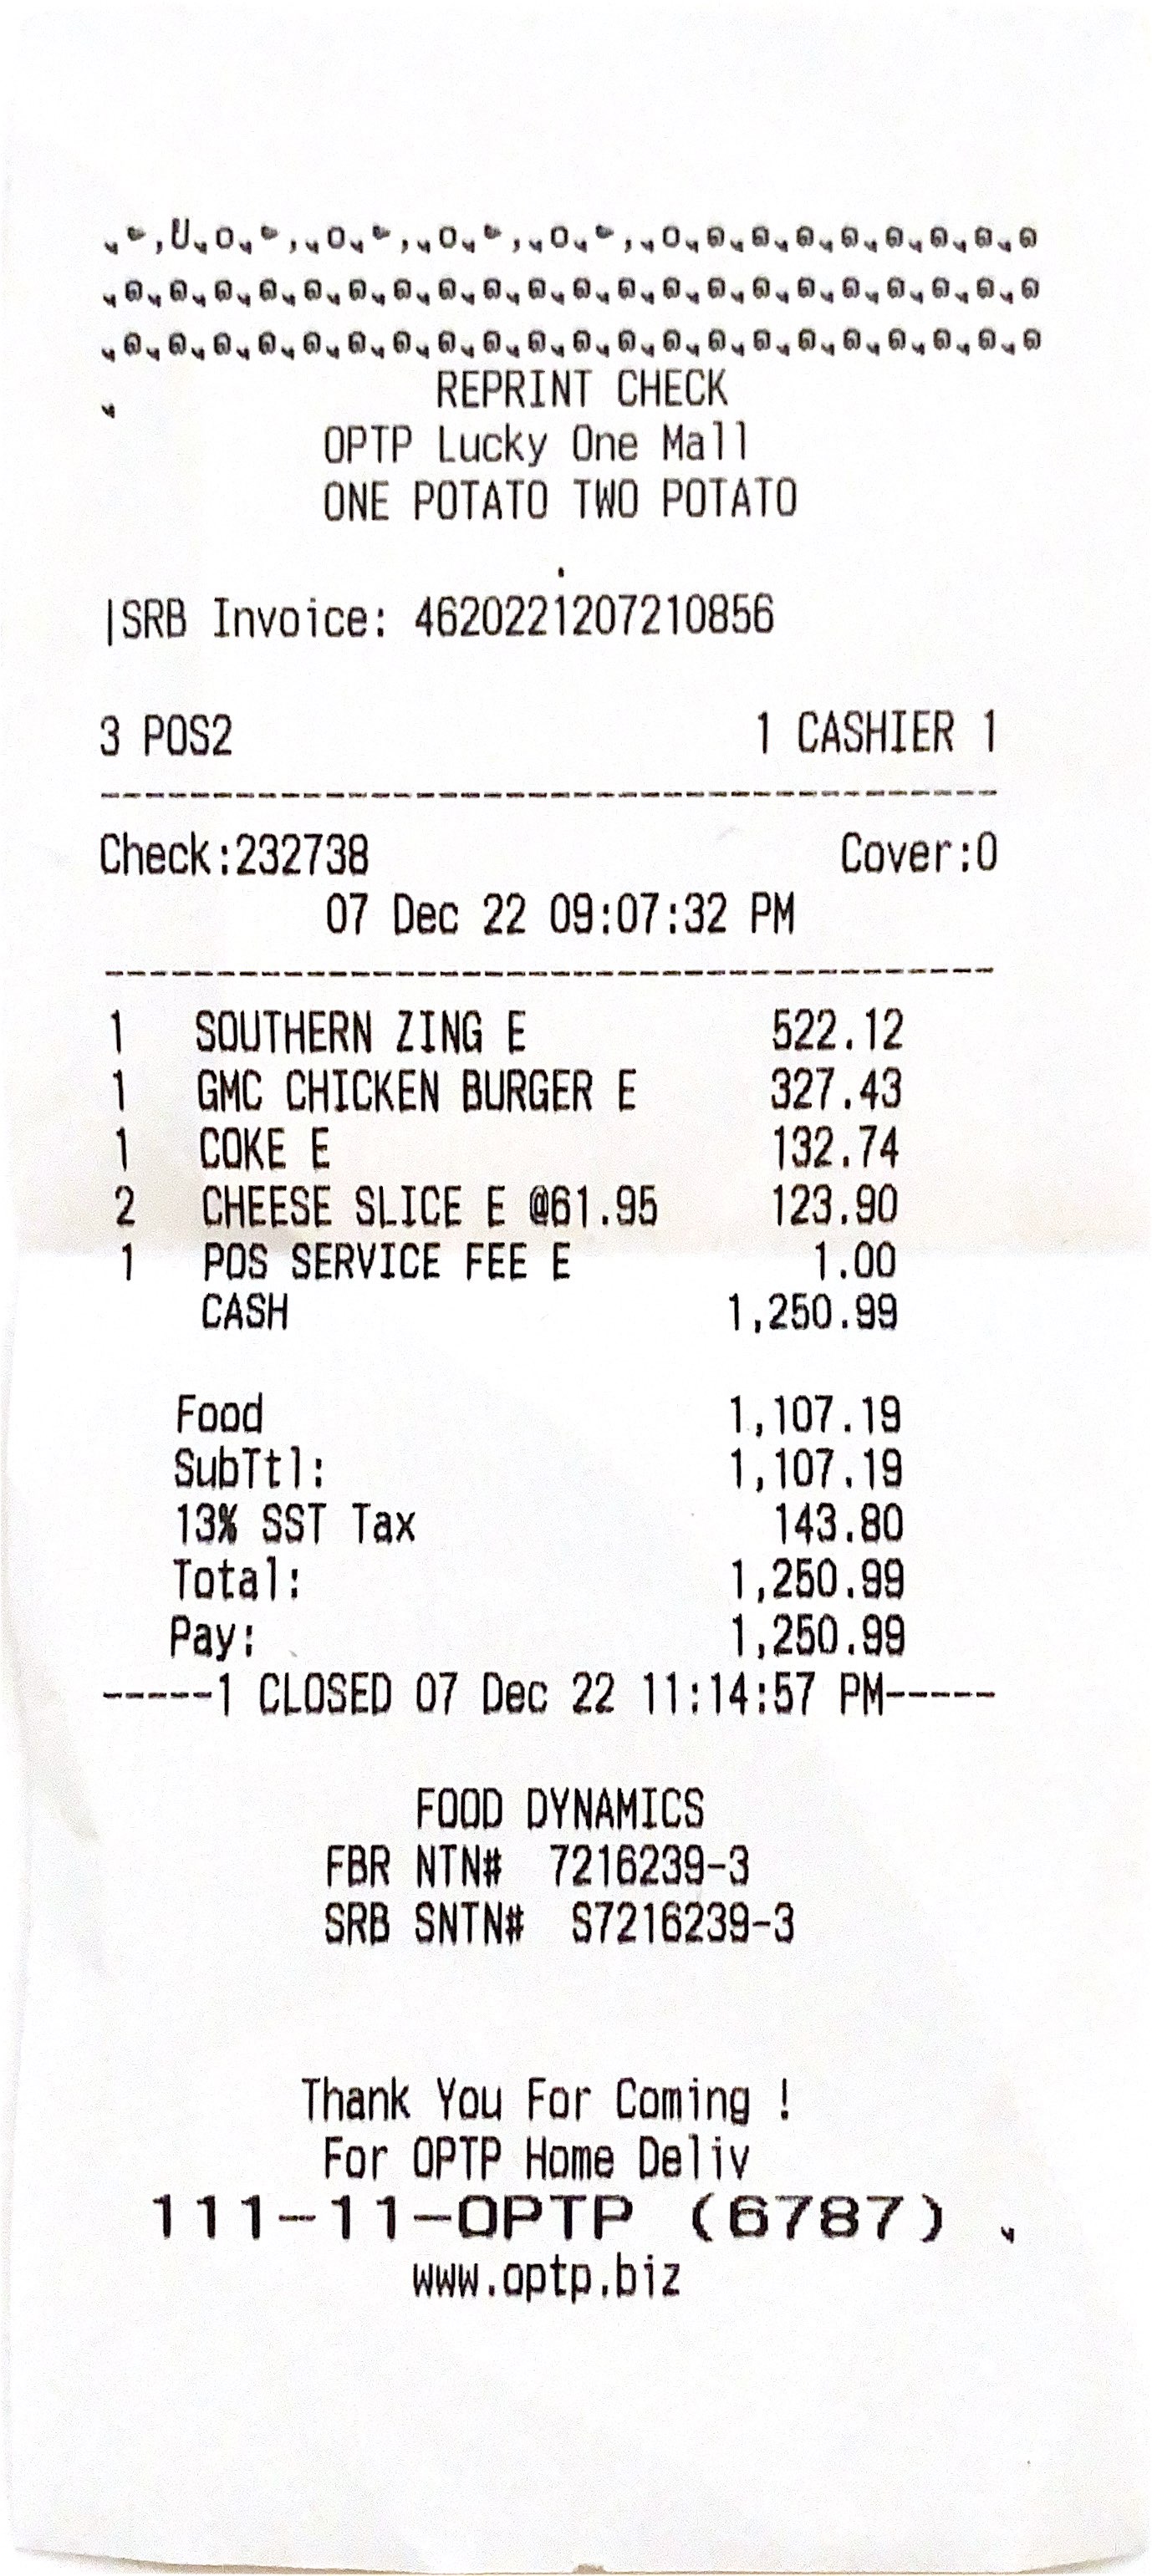 REPRINT CHECK
OPTP Lucky One Mall
ONE POTATO TWO POTATO
.
|SRB Invoice: 4620221207210856
3 POS2 1 CASHIER 1
----------------------------------------
Check:232738 Cover:0
07 Dec 22 09:07:32 PM
----------------------------------------
1 SOUTHERN ZING E 522.12
1 GMC CHICKEN BURGER E 327.43
1 COKE E 132.74
2 CHEESE SLICE E @61.95 123.90
1 POS SERVICE FEE E 1.00
CASH 1,250.99
Food 1,107.19
SubTtl: 1,107.19
13% SST Tax 143.80
Total: 1,250.99
Pay: 1,250.99
-----1 CLOSED 07 Dec 22 11:14:57 PM-----
FOOD DYNAMICS
FBR NTN# 7216239-3
SRB SNTN# S7216239-3
Thank You For Coming !
For OPTP Home Deliv
111-11-OPTP (6787)
www.optp.biz